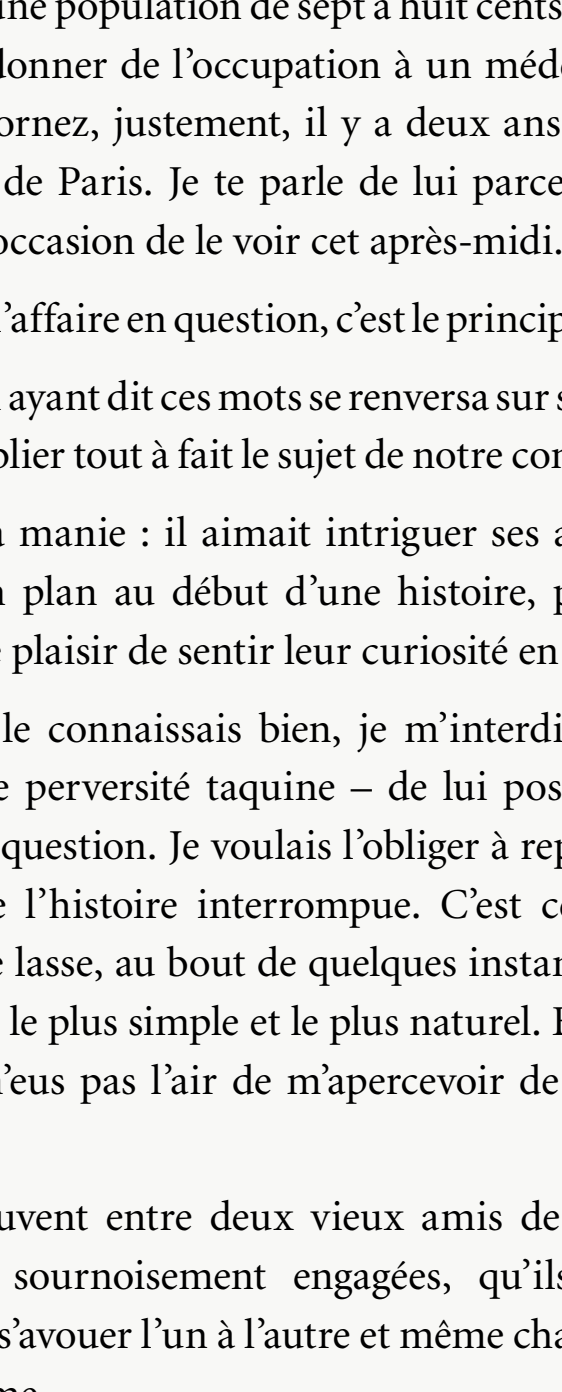 une population de sept à huit cents
donner de l’occupation à un méd
ornez, justement, il y a deux ans
de Paris. Je te parle de lui parce
occasion de le voir cet après-midi.
l’affaire en question, c’est le princip
ayant dit ces mots se renversa sur s
blier tout à fait le sujet de notre con
a manie : il aimait intriguer ses a
n plan au début d’une histoire, p
e plaisir de sentir leur curiosité en
le connaissais bien, je m’interdi
e perversité taquine – de lui pos
question. Je voulais l’obliger à rep
e l’histoire interrompue. C’est c
e lasse, au bout de quelques instan
le plus simple et le plus naturel. E
n’eus pas l’air de m’apercevoir de
uvent entre deux vieux amis de
sournoisement engagées, qu’ils
s’avouer l’un à l’autre et même cha